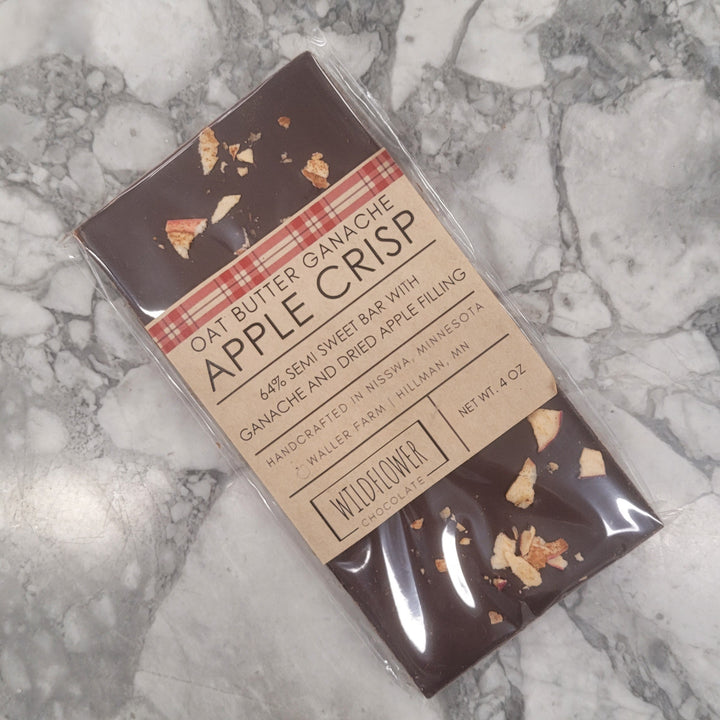 OAT BUTTER GANACHE
APPLE CRISP
64% SEMI SWEET BAR WITH
GANACHE AND DRIED APPLE FILLING
HANDCRAFTED IN NISSWA, MINNESOTA
WALLER FARM | HILLMAN, MN
NET WT. 4 OZ
WILDFLOWER
CHOCOLATE